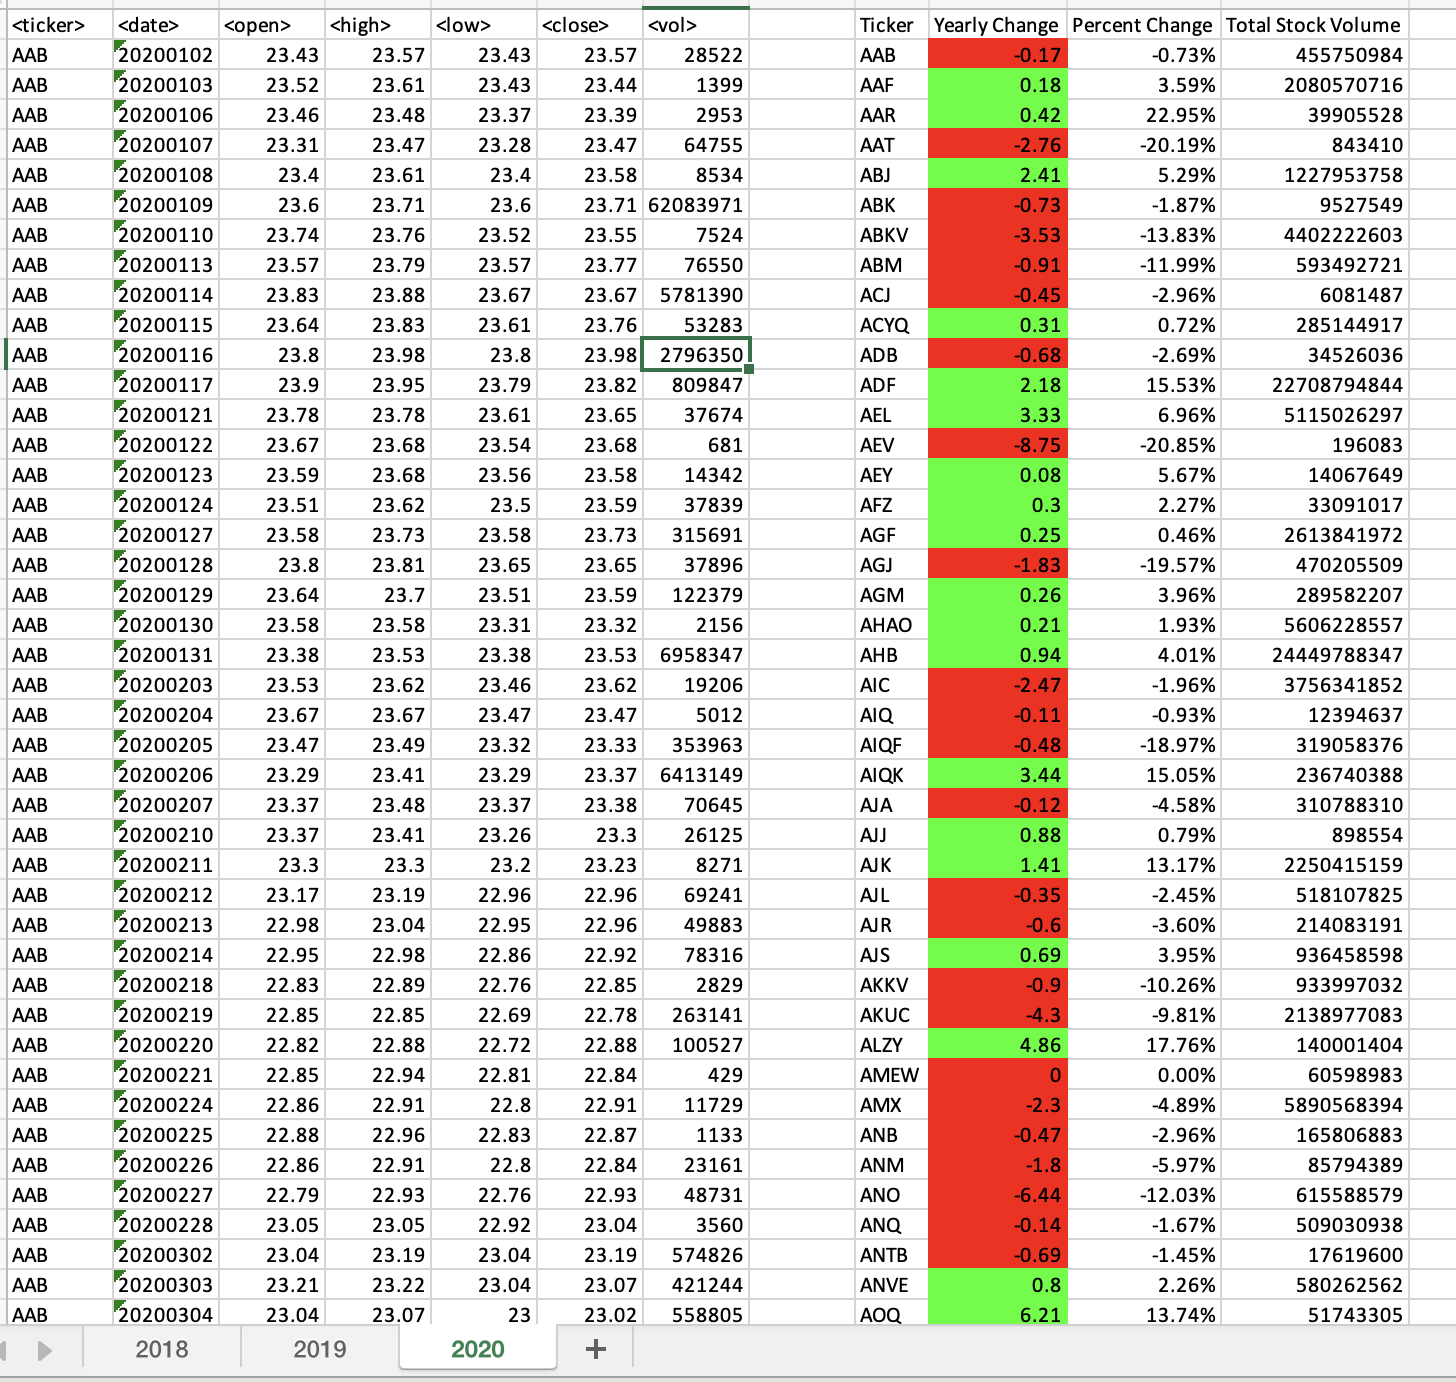 <ticker> <date> <open> <high> <low> <close> <vol> Ticker Yearly Change Percent Change Total Stock Volume
AAB 20200102 23.43 23.57 23.43 23.57 28522 AAB -0.17 -0.73% 455750984
AAB 20200103 23.52 23.61 23.43 23.44 1399 AAF 0.18 3.59% 2080570716
AAB 20200106 23.46 23.48 23.37 23.39 2953 AAR 0.42 22.95% 39905528
AAB 20200107 23.31 23.47 23.28 23.47 64755 AAT -2.76 -20.19% 843410
AAB 20200108 23.4 23.61 23.4 23.58 8534 ABJ 2.41 5.29% 1227953758
AAB 20200109 23.6 23.71 23.6 23.71 62083971 ABK -0.73 -1.87% 9527549
AAB 20200110 23.74 23.76 23.52 23.55 7524 ABKV -3.53 -13.83% 4402222603
AAB 20200113 23.57 23.79 23.57 23.77 76550 ABM -0.91 -11.99% 593492721
AAB 20200114 23.83 23.88 23.67 23.67 5781390 ACJ -0.45 -2.96% 6081487
AAB 20200115 23.64 23.83 23.61 23.76 53283 ACYQ 0.31 0.72% 285144917
AAB 20200116 23.8 23.98 23.8 23.98 2796350 ADB -0.68 -2.69% 34526036
AAB 20200117 23.9 23.95 23.79 23.82 809847 ADF 2.18 15.53% 22708794844
AAB 20200121 23.78 23.78 23.61 23.65 37674 AEL 3.33 6.96% 5115026297
AAB 20200122 23.67 23.68 23.54 23.68 681 AEV -8.75 -20.85% 196083
AAB 20200123 23.59 23.68 23.56 23.58 14342 AEY 0.08 5.67% 14067649
AAB 20200124 23.51 23.62 23.5 23.59 37839 AFZ 0.3 2.27% 33091017
AAB 20200127 23.58 23.73 23.58 23.73 315691 AGF 0.25 0.46% 2613841972
AAB 20200128 23.8 23.81 23.65 23.65 37896 AGJ -1.83 -19.57% 470205509
AAB 20200129 23.64 23.7 23.51 23.59 122379 AGM 0.26 3.96% 289582207
AAB 20200130 23.58 23.58 23.31 23.32 2156 AHAO 0.21 1.93% 5606228557
AAB 20200131 23.38 23.53 23.38 23.53 6958347 AHB 0.94 4.01% 24449788347
AAB 20200203 23.53 23.62 23.46 23.62 19206 AIC -2.47 -1.96% 3756341852
AAB 20200204 23.67 23.67 23.47 23.47 5012 AIQ -0.11 -0.93% 12394637
AAB 20200205 23.47 23.49 23.32 23.33 353963 AIQF -0.48 -18.97% 319058376
AAB 20200206 23.29 23.41 23.29 23.37 6413149 AIQK 3.44 15.05% 236740388
AAB 20200207 23.37 23.48 23.37 23.38 70645 AJA -0.12 -4.58% 310788310
AAB 20200210 23.37 23.41 23.26 23.3 26125 AJJ 0.88 0.79% 898554
AAB 20200211 23.3 23.3 23.2 23.23 8271 AJK 1.41 13.17% 2250415159
AAB 20200212 23.17 23.19 22.96 22.96 69241 AJL -0.35 -2.45% 518107825
AAB 20200213 22.98 23.04 22.95 22.96 49883 AJR -0.6 -3.60% 214083191
AAB 20200214 22.95 22.98 22.86 22.92 78316 AJS 0.69 3.95% 936458598
AAB 20200218 22.83 22.89 22.76 22.85 2829 AKKV -0.9 -10.26% 933997032
AAB 20200219 22.85 22.85 22.69 22.78 263141 AKUC -4.3 -9.81% 2138977083
AAB 20200220 22.82 22.88 22.72 22.88 100527 ALZY 4.86 17.76% 140001404
AAB 20200221 22.85 22.94 22.81 22.84 429 AMEW 0 0.00% 60598983
AAB 20200224 22.86 22.91 22.8 22.91 11729 AMX -2.3 -4.89% 5890568394
AAB 20200225 22.88 22.96 22.83 22.87 1133 ANB -0.47 -2.96% 165806883
AAB 20200226 22.86 22.91 22.8 22.84 23161 ANM -1.8 -5.97% 85794389
AAB 20200227 22.79 22.93 22.76 22.93 48731 ANO -6.44 -12.03% 615588579
AAB 20200228 23.05 23.05 22.92 23.04 3560 ANQ -0.14 -1.67% 509030938
AAB 20200302 23.04 23.19 23.04 23.19 574826 ANTB -0.69 -1.45% 17619600
AAB 20200303 23.21 23.22 23.04 23.07 421244 ANVE 0.8 2.26% 580262562
AAB 20200304 23.04 23.07 23 23.02 558805 AOQ 6.21 13.74% 51743305
2018 2019 2020 +